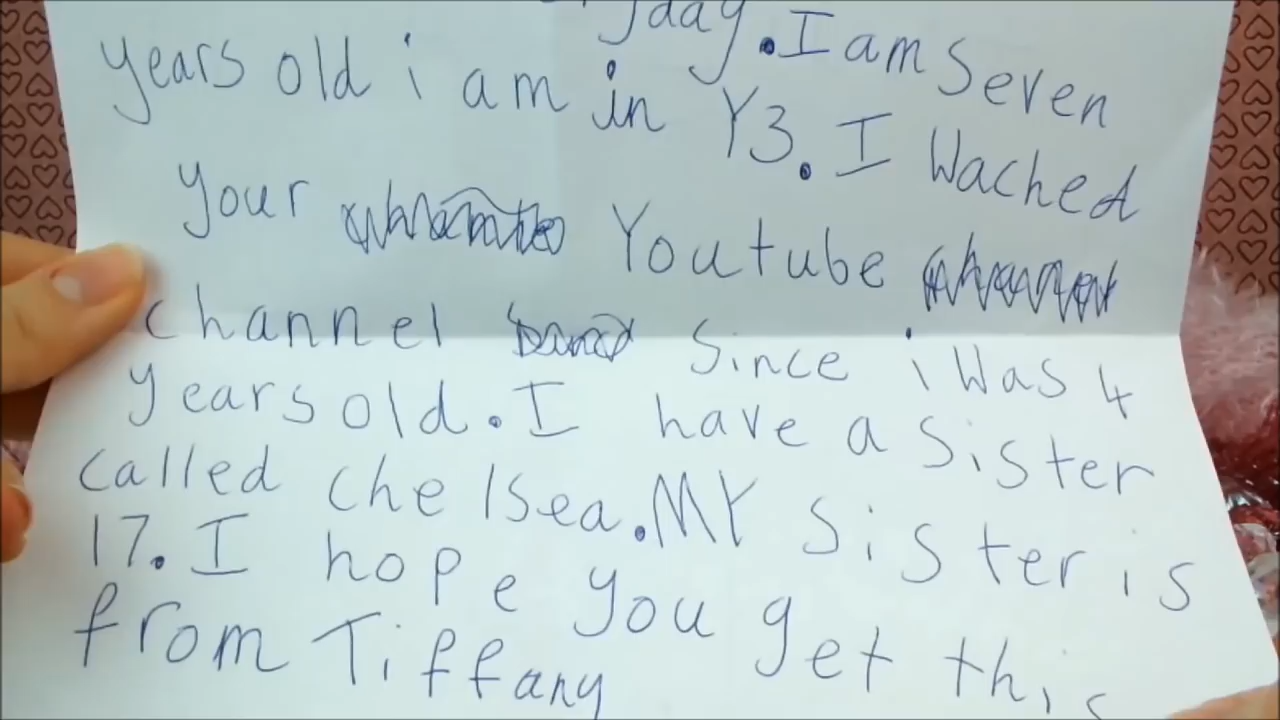 .I am Seven
years old i am in Y3.I Wached
your Youtube
channel Since i Was 4
years old.I have a Sister
called Chelsea.MY Sister is
17.I hope you get this
from Tiffany